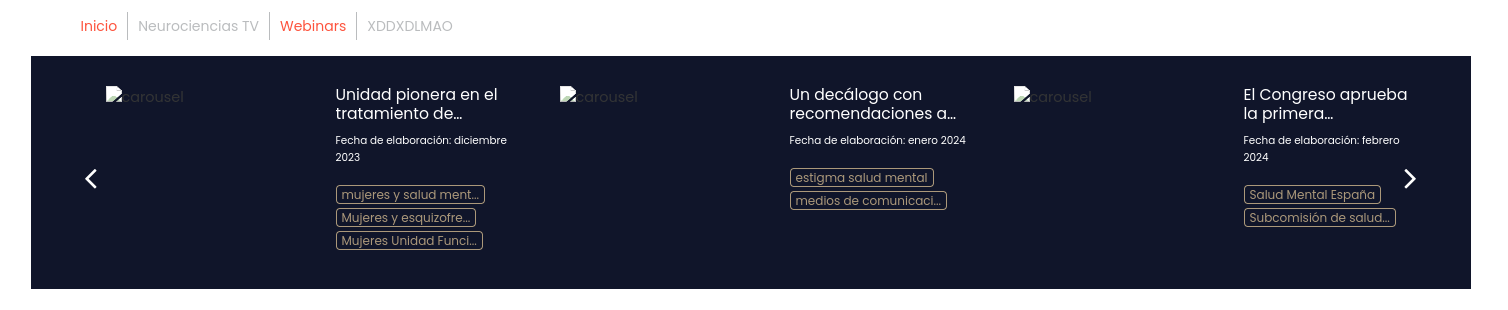 Inicio
Neurociencias TV
Webinars
XDDXDLMAO
carousel
Unidad pionera en el
tratamiento de...
Fecha de elaboración: diciembre
2023
mujeres y salud ment...
Mujeres y esquizofre...
Mujeres Unidad Funci...
carousel
Un decálogo con
recomendaciones a...
Fecha de elaboración: enero 2024
estigma salud mental
medios de comunicaci...
carousel
El Congreso aprueba
la primera...
Fecha de elaboración: febrero
2024
Salud Mental España
Subcomisión de salud...